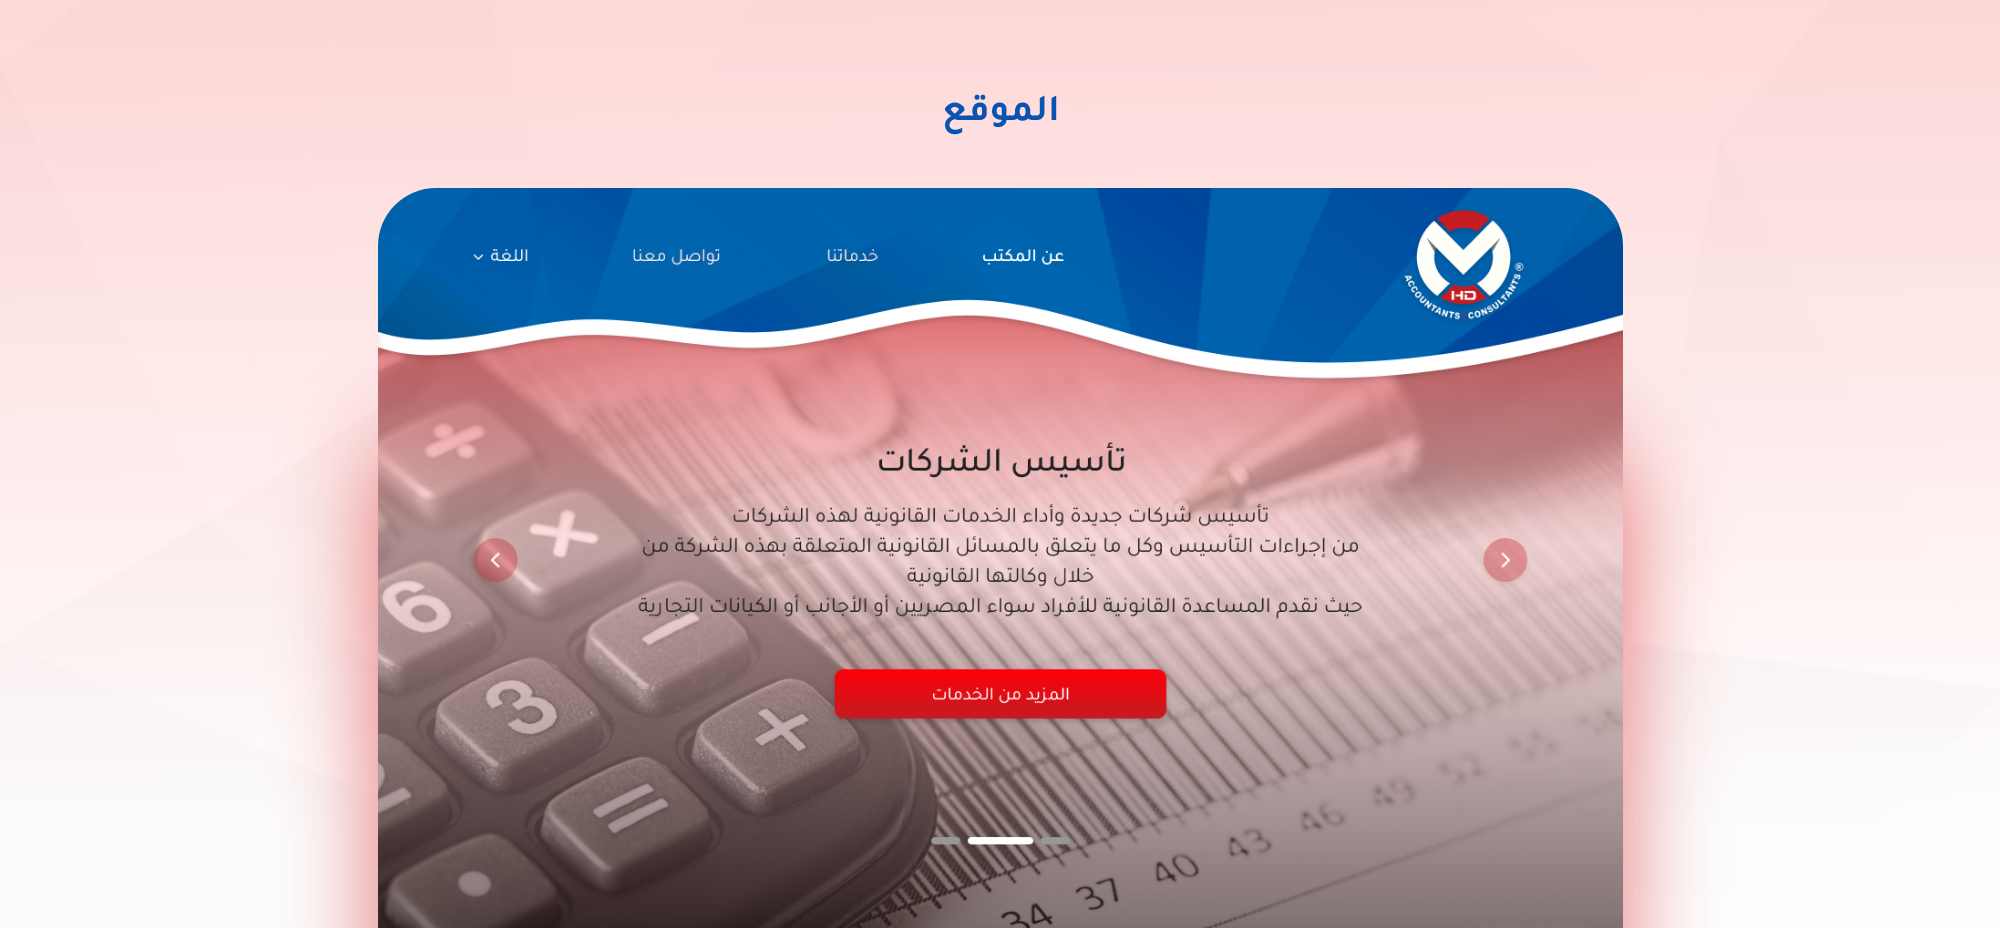 الموقع
HD
ACCOUNTANTS | CONSULTANTS ®
عن المكتب
خدماتنا
تواصل معنا
اللغة
تأسيس الشركات
تأسيس شركات جديدة وأداء الخدمات القانونية لهذه الشركات
من إجراءات التأسيس وكل ما يتعلق بالمسائل القانونية المتعلقة بهذه الشركة من
خلال وكالتها القانونية
حيث نقدم المساعدة القانونية للأفراد سواء المصريين أو الأجانب أو الكيانات التجارية
المزيد من الخدمات
÷
×
6
−
3
+
=
34 37 40 43 46 49 52 55